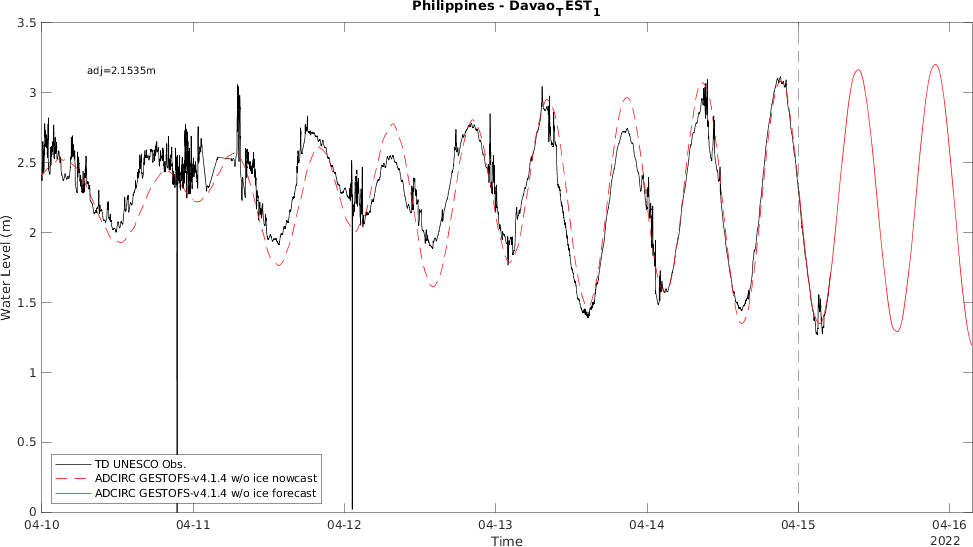 Philippines - Davao_TEST_1
3.5
adj=2.1535m
3
2.5
2
1.5
1
0.5
0
Water Level (m)
TD UNESCO Obs.
ADCIRC GESTOFS-v4.1.4 w/o ice nowcast
ADCIRC GESTOFS-v4.1.4 w/o ice forecast
04-10 04-11 04-12 04-13 04-14 04-15 04-16
Time
2022